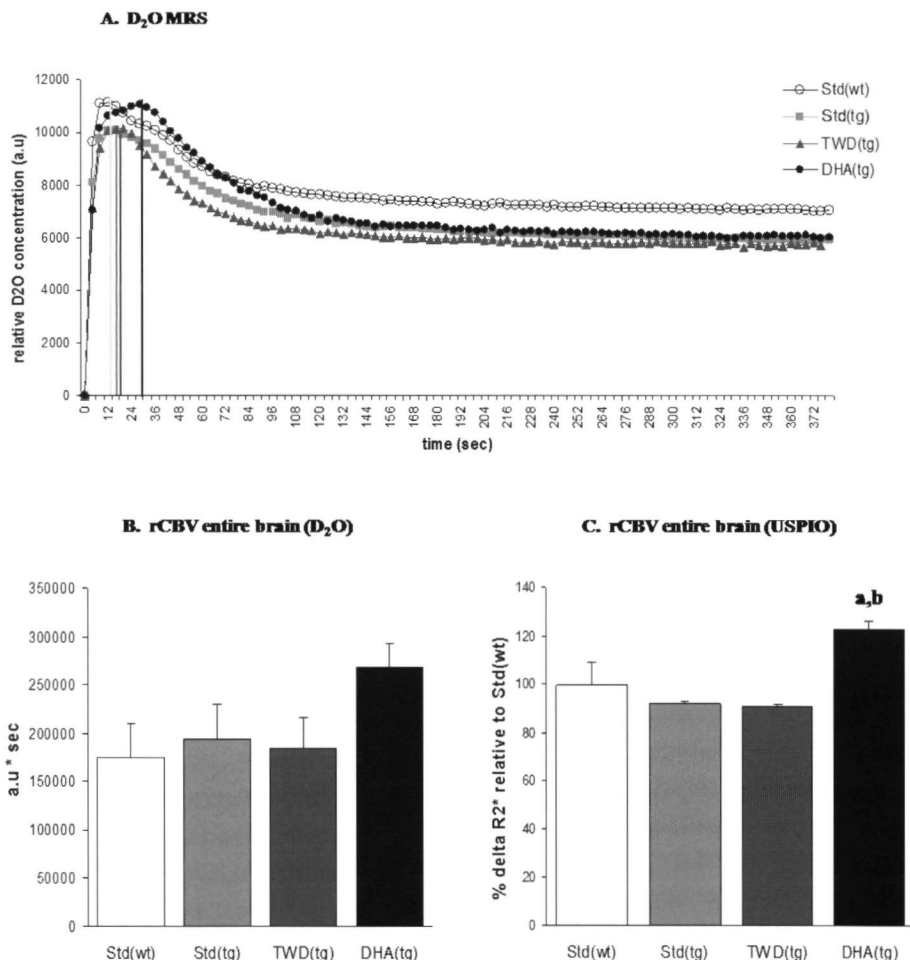 A. D₂O MRS
12000
10000
8000
6000
4000
2000
0
relative D2O concentration (a.u)
Std(wt)
Std(tg)
TWD(tg)
DHA(tg)
0 12 24 36 48 60 72 84 96 108 120 132 144 156 168 180 192 204 216 228 240 252 264 276 288 300 312 324 336 348 360 372
time (sec)
B. rCBV entire brain (D₂O)
350000
300000
250000
200000
150000
100000
50000
0
a.u * sec
Std(wt) Std(tg) TWD(tg) DHA(tg)
C. rCBV entire brain (USPIO)
a,b
140
120
100
80
60
40
20
0
% delta R2* relative to Std(wt)
Std(wt) Std(tg) TWD(tg) DHA(tg)